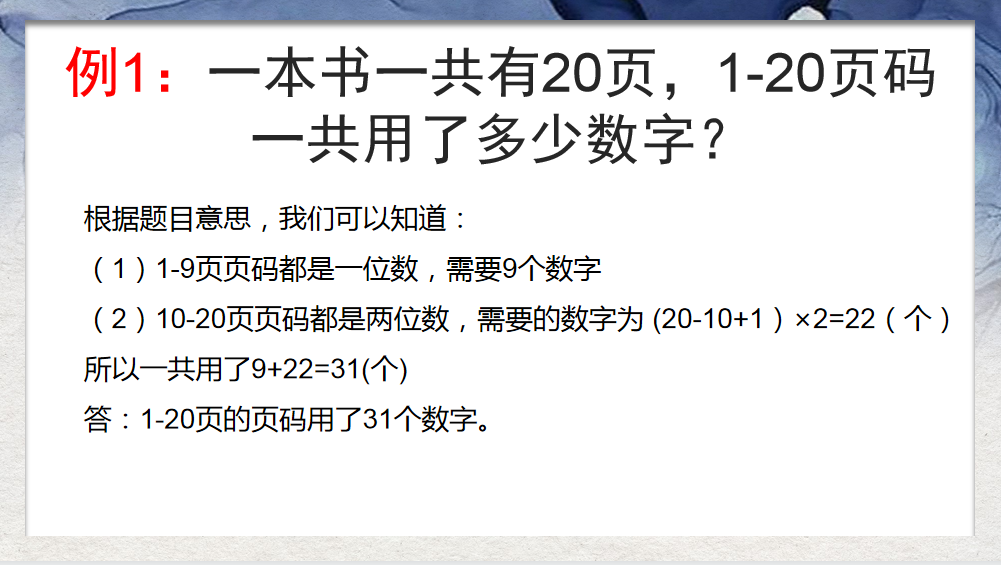 例1：一本书一共有20页，1-20页码
一共用了多少数字？
根据题目意思，我们可以知道：
（1）1-9页页码都是一位数，需要9个数字
（2）10-20页页码都是两位数，需要的数字为 (20-10+1）×2=22（个）
所以一共用了9+22=31(个)
答：1-20页的页码用了31个数字。